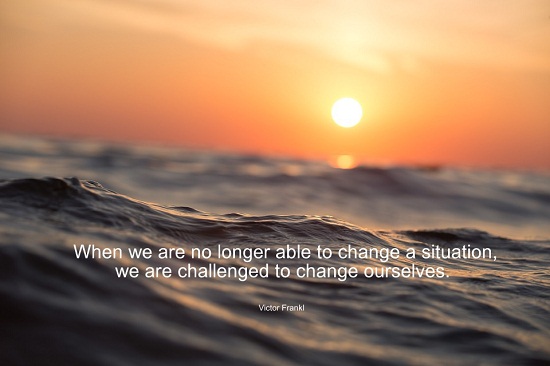 When we are no longer able to change a situation,
we are challenged to change ourselves.
Victor Frankl